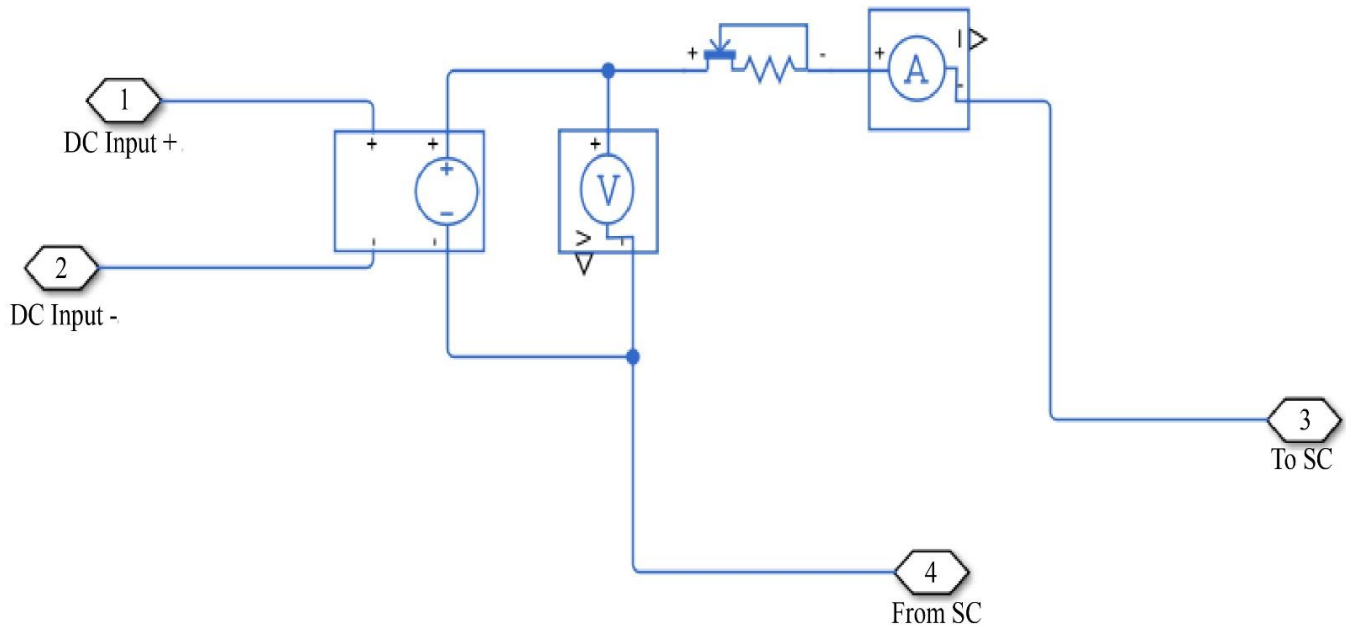 1
DC Input +
2
DC Input -
+
+
+
-
-
-
+
V
>
-
+
-
+
A
-
I
3
To SC
4
From SC